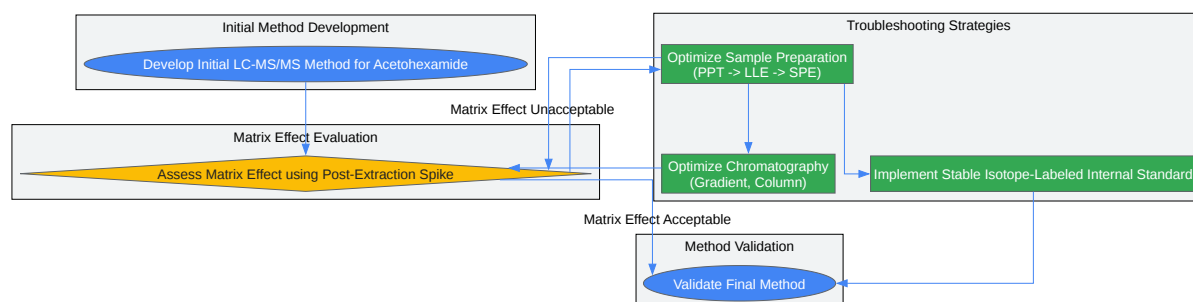 Initial Method Development
Develop Initial LC-MS/MS Method for Acetohexamide
Troubleshooting Strategies
Optimize Sample Preparation
(PPT -> LLE -> SPE)
Matrix Effect Unacceptable
Matrix Effect Evaluation
Assess Matrix Effect using Post-Extraction Spike
Optimize Chromatography
(Gradient, Column)
Implement Stable Isotope-Labeled Internal Standard
Matrix Effect Acceptable
Method Validation
Validate Final Method